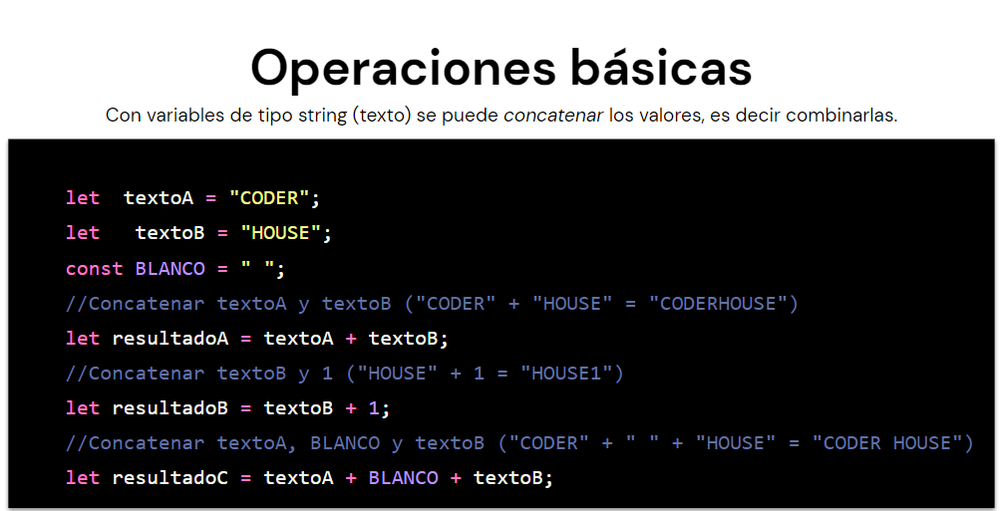 Operaciones básicas
Con variables de tipo string (texto) se puede concatenar los valores, es decir combinarlas.
let  textoA = "CODER";
let   textoB = "HOUSE";
const BLANCO = " ";
//Concatenar textoA y textoB ("CODER" + "HOUSE" = "CODERHOUSE")
let resultadoA = textoA + textoB;
//Concatenar textoB y 1 ("HOUSE" + 1 = "HOUSE1")
let resultadoB = textoB + 1;
//Concatenar textoA, BLANCO y textoB ("CODER" + " " + "HOUSE" = "CODER HOUSE")
let resultadoC = textoA + BLANCO + textoB;